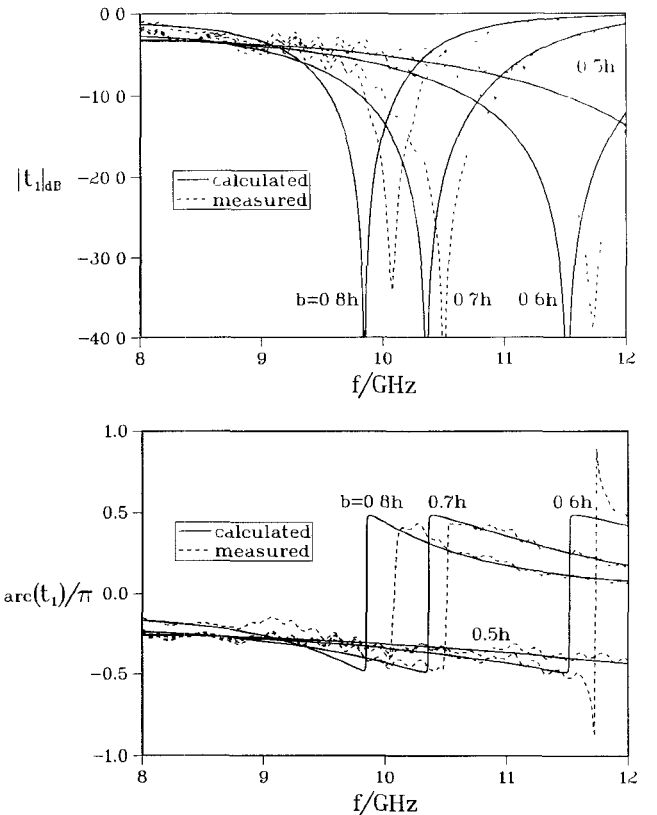 0 0
−10 0
−20 0
−30 0
−40 0
|t₁|dB
calculated
measured
0 5h
b=0 8h
0 7h
0 6h
8
9
10
11
12
f/GHz
1.0
0.5
0.0
−0.5
−1.0
arc(t₁)/π
b=0 8h
0.7h
0 6h
calculated
measured
0.5h
8
9
10
11
12
f/GHz